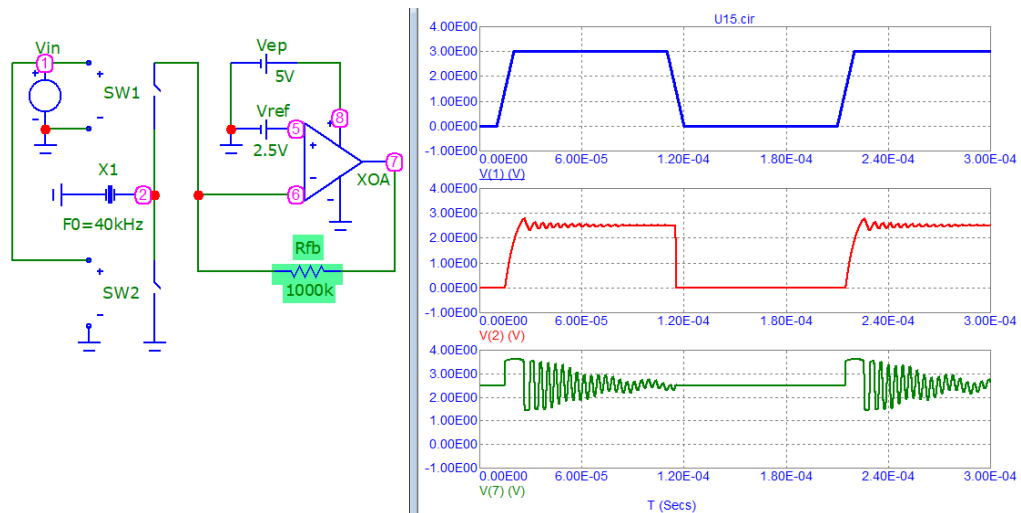 Vin
1
+
-
+
SW1
-
X1
2
F0=40kHz
+
SW2
-
Vep
5V
8
+
Vref
5
2.5V
+
7
XOA
6
-
-
Rfb
1000k
U15.cir
4.00E00
3.00E00
2.00E00
1.00E00
0.00E00
-1.00E00
0.00E00 6.00E-05 1.20E-04 1.80E-04 2.40E-04 3.00E-04
V(1) (V)
4.00E00
3.00E00
2.00E00
1.00E00
0.00E00
-1.00E00
0.00E00 6.00E-05 1.20E-04 1.80E-04 2.40E-04 3.00E-04
V(2) (V)
4.00E00
3.00E00
2.00E00
1.00E00
0.00E00
-1.00E00
0.00E00 6.00E-05 1.20E-04 1.80E-04 2.40E-04 3.00E-04
V(7) (V)
T (Secs)